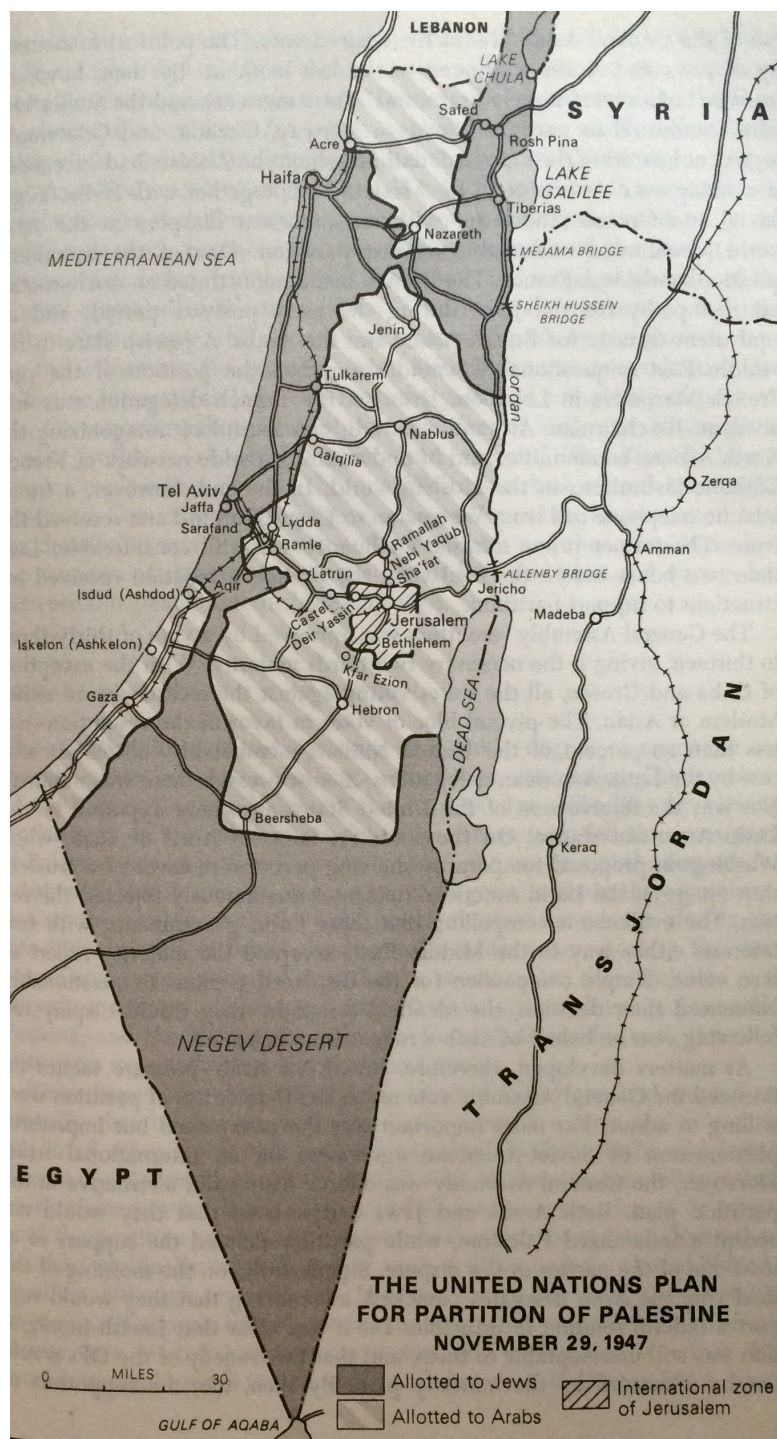 LEBANON
LAKE
CHULA
Safed
SYRIA
Acre
Rosh Pina
Haifa
LAKE
GALILEE
Tiberias
Nazareth
MEDITERRANEAN SEA
MEJAMA BRIDGE
SHEIKH HUSSEIN
BRIDGE
Jenin
Jordan
Tulkarem
Nablus
Qalqilia
Tel Aviv
Jaffa
Zerqa
Sarafand
Lydda
Ramle
Ramallah
Nebi Yaqub
Sha'fat
Amman
Aqir
Latrun
ALLENBY BRIDGE
Jericho
Isdud (Ashdod)
Castel
Deir Yassin
Jerusalem
Madeba
Bethlehem
Iskelon (Ashkelon)
Kfar Ezion
Gaza
Hebron
DEAD SEA
Beersheba
Keraq
TRANSJORDAN
NEGEV DESERT
EGYPT
THE UNITED NATIONS PLAN
FOR PARTITION OF PALESTINE
NOVEMBER 29, 1947
MILES
0 30
Allotted to Jews
Allotted to Arabs
International zone
of Jerusalem
GULF OF AQABA